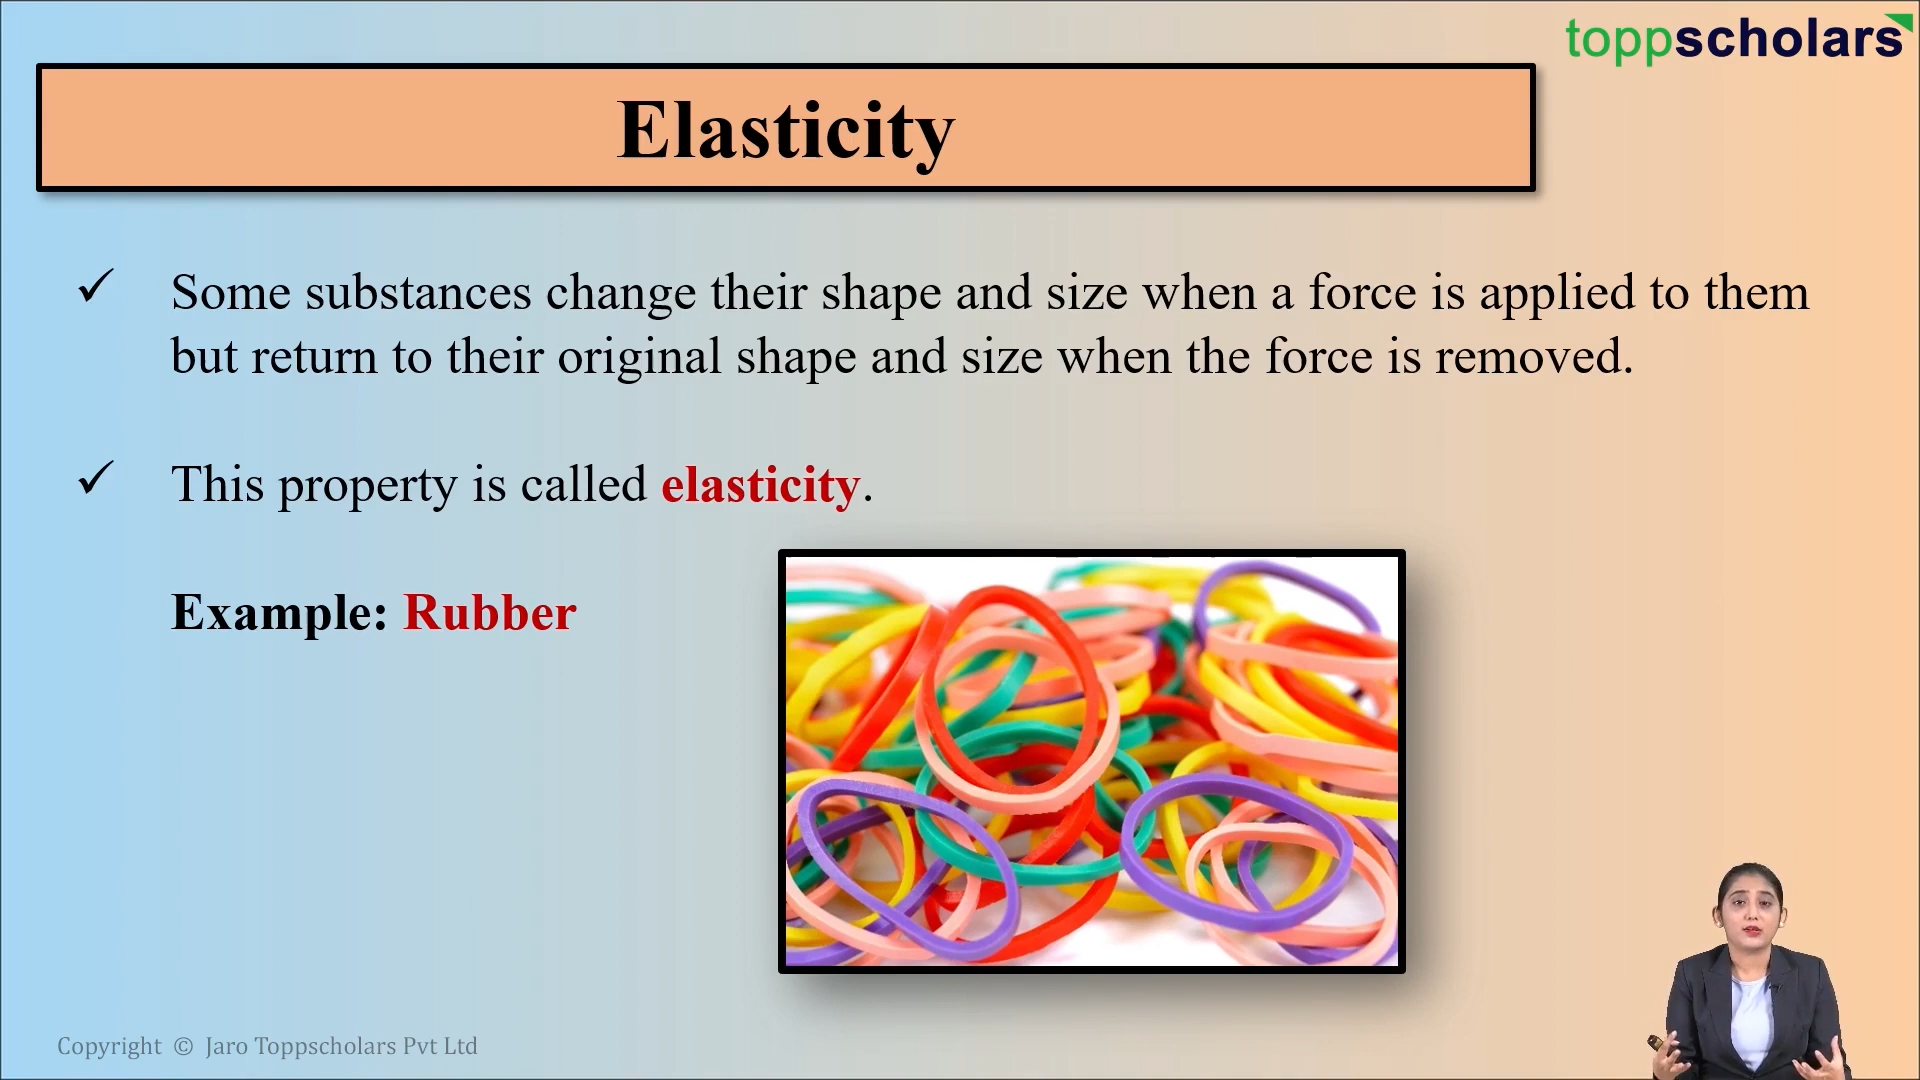 toppscholars
Elasticity
✓ Some substances change their shape and size when a force is applied to them
but return to their original shape and size when the force is removed.
✓ This property is called elasticity.
Example: Rubber
Copyright © Jaro Toppscholars Pvt Ltd